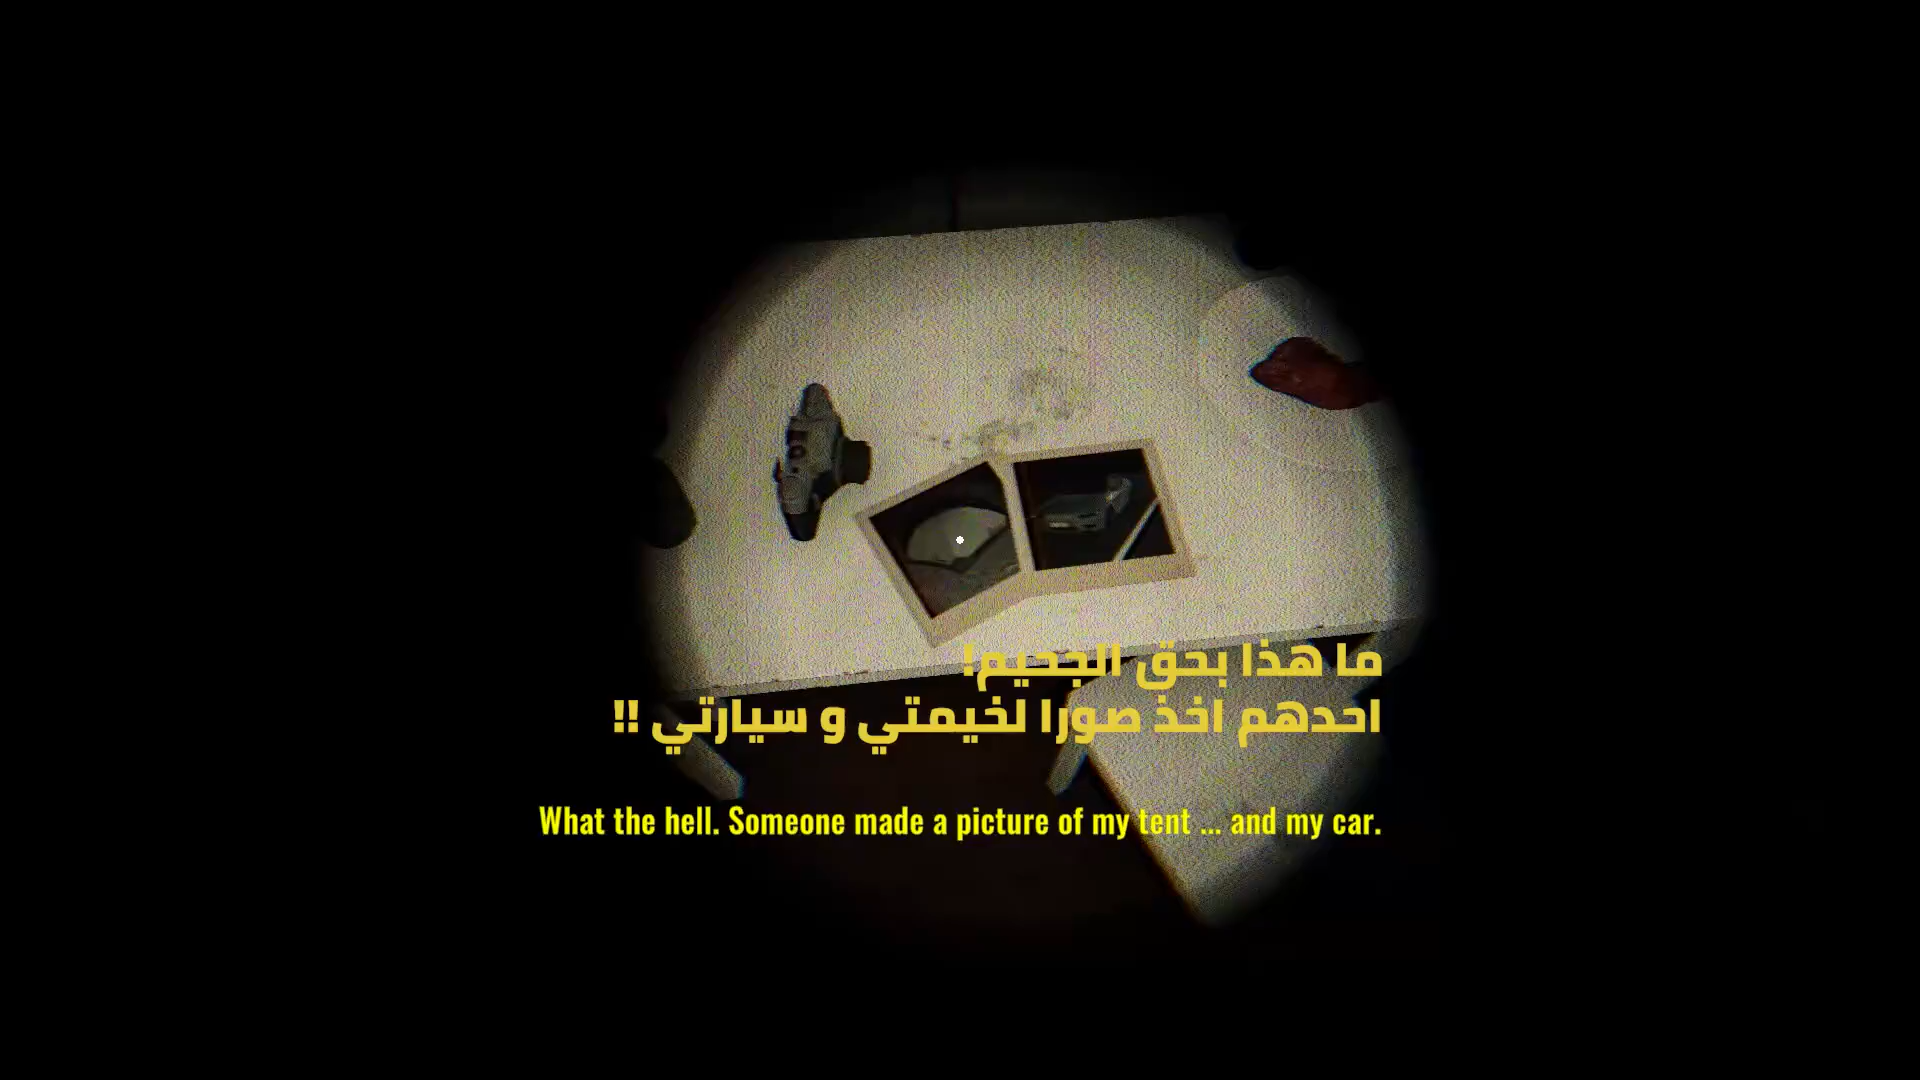 ما هذا بحق الجحيم!
احدهم اخذ صورا لخيمتي و سيارتي !!
What the hell. Someone made a picture of my tent ... and my car.